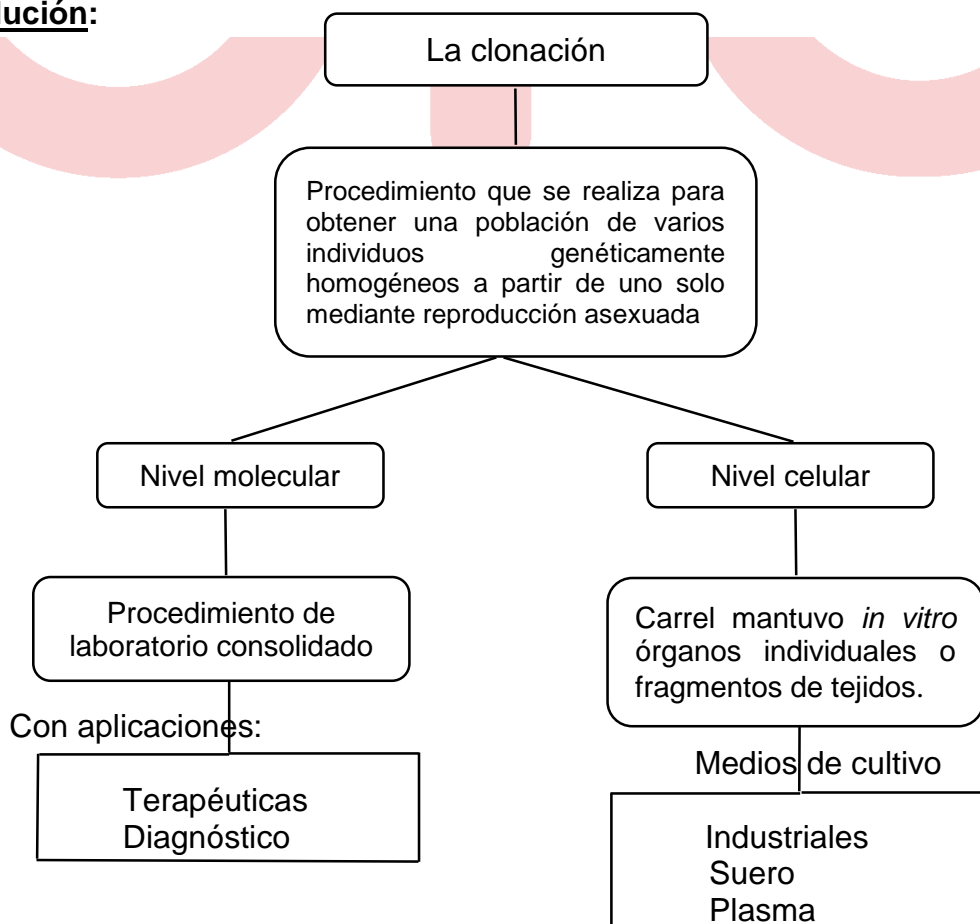 lución:
La clonación
Procedimiento que se realiza para
obtener una población de varios
individuos genéticamente
homogéneos a partir de uno solo
mediante reproducción asexuada
Nivel molecular
Nivel celular
Procedimiento de
laboratorio consolidado
Carrel mantuvo in vitro
órganos individuales o
fragmentos de tejidos.
Con aplicaciones:
Medios de cultivo
Terapéuticas
Diagnóstico
Industriales
Suero
Plasma